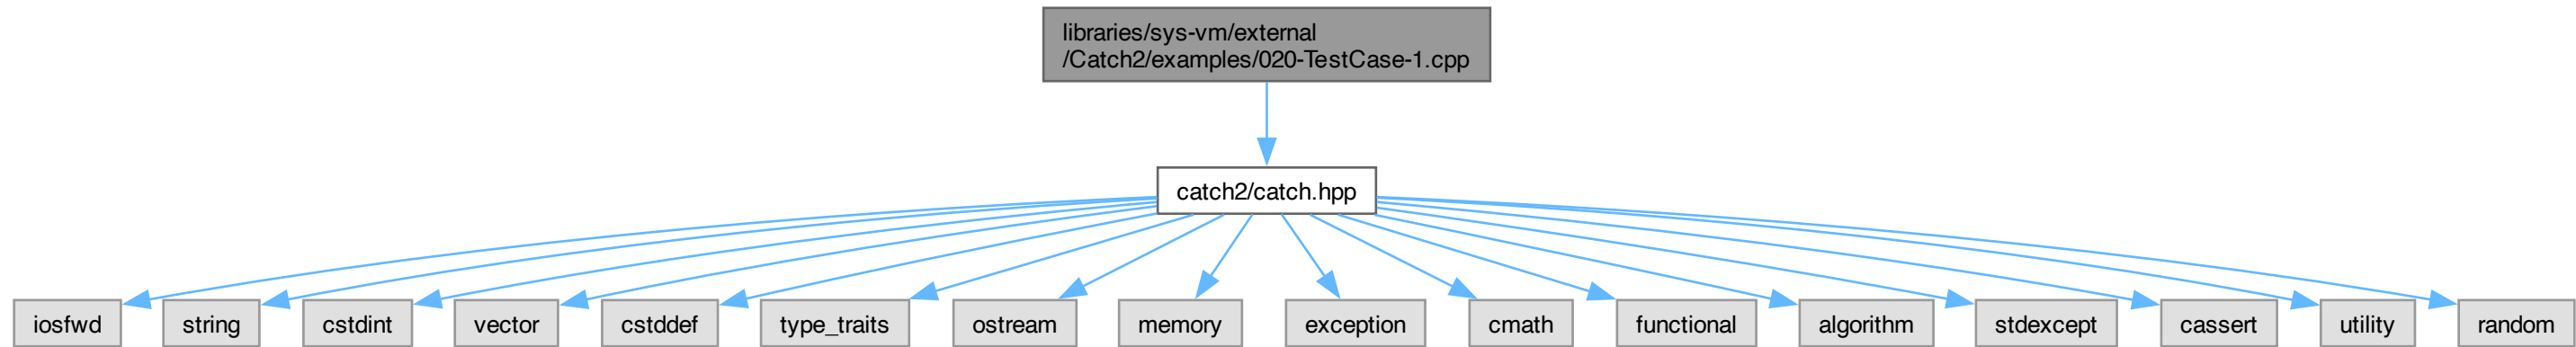 libraries/sys-vm/external
/Catch2/examples/020-TestCase-1.cpp
catch2/catch.hpp
iosfwd
string
cstdint
vector
cstddef
type_traits
ostream
memory
exception
cmath
functional
algorithm
stdexcept
cassert
utility
random